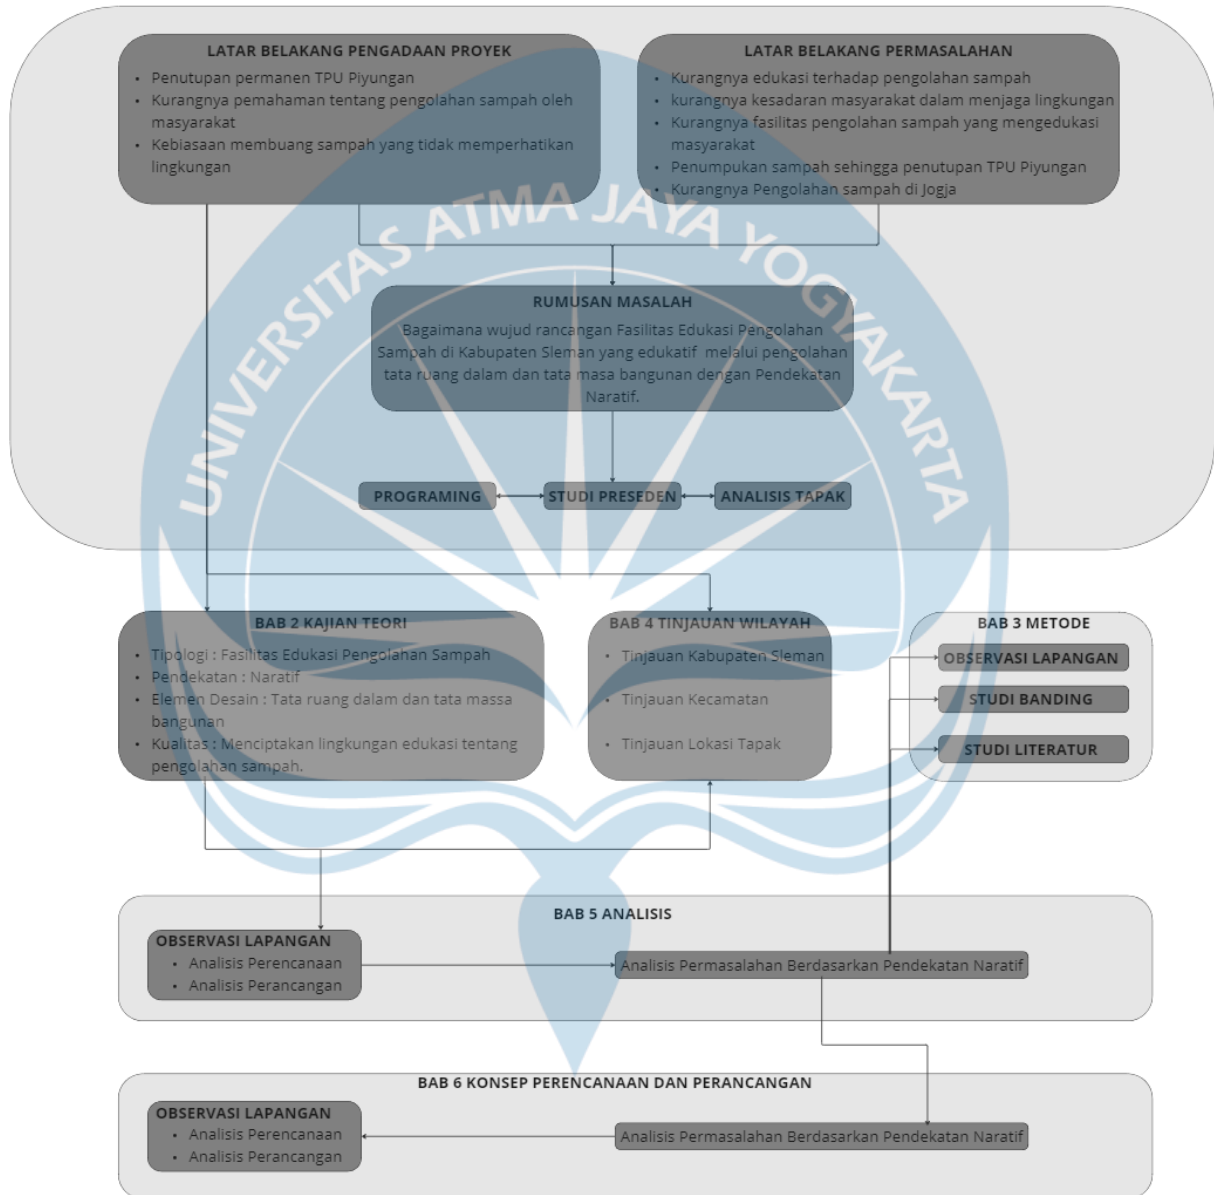 LATAR BELAKANG PENGADAAN PROYEK
• Penutupan permanen TPU Piyungan
• Kurangnya pemahaman tentang pengolahan sampah oleh
masyarakat
• Kebiasaan membuang sampah yang tidak memperhatikan
lingkungan
LATAR BELAKANG PERMASALAHAN
• Kurangnya edukasi terhadap pengolahan sampah
• kurangnya kesadaran masyarakat dalam menjaga lingkungan
• Kurangnya fasilitas pengolahan sampah yang mengedukasi
masyarakat
• Penumpukan sampah sehingga penutupan TPU Piyungan
• Kurangnya Pengolahan sampah di Jogja
UNIVERSITAS ATMA JAYA YOGYAKARTA
RUMUSAN MASALAH
Bagaimana wujud rancangan Fasilitas Edukasi Pengolahan
Sampah di Kabupaten Sleman yang edukatif melalui pengolahan
tata ruang dalam dan tata masa bangunan dengan Pendekatan
Naratif.
PROGRAMING
STUDI PRESEDEN
ANALISIS TAPAK
BAB 2 KAJIAN TEORI
• Tipologi : Fasilitas Edukasi Pengolahan Sampah
• Pendekatan : Naratif
• Elemen Desain : Tata ruang dalam dan tata massa
bangunan
• Kualitas : Menciptakan lingkungan edukasi tentang
pengolahan sampah.
BAB 4 TINJAUAN WILAYAH
• Tinjauan Kabupaten Sleman
• Tinjauan Kecamatan
• Tinjauan Lokasi Tapak
BAB 3 METODE
OBSERVASI LAPANGAN
STUDI BANDING
STUDI LITERATUR
BAB 5 ANALISIS
OBSERVASI LAPANGAN
• Analisis Perencanaan
• Analisis Perancangan
Analisis Permasalahan Berdasarkan Pendekatan Naratif
BAB 6 KONSEP PERENCANAAN DAN PERANCANGAN
OBSERVASI LAPANGAN
• Analisis Perencanaan
• Analisis Perancangan
Analisis Permasalahan Berdasarkan Pendekatan Naratif